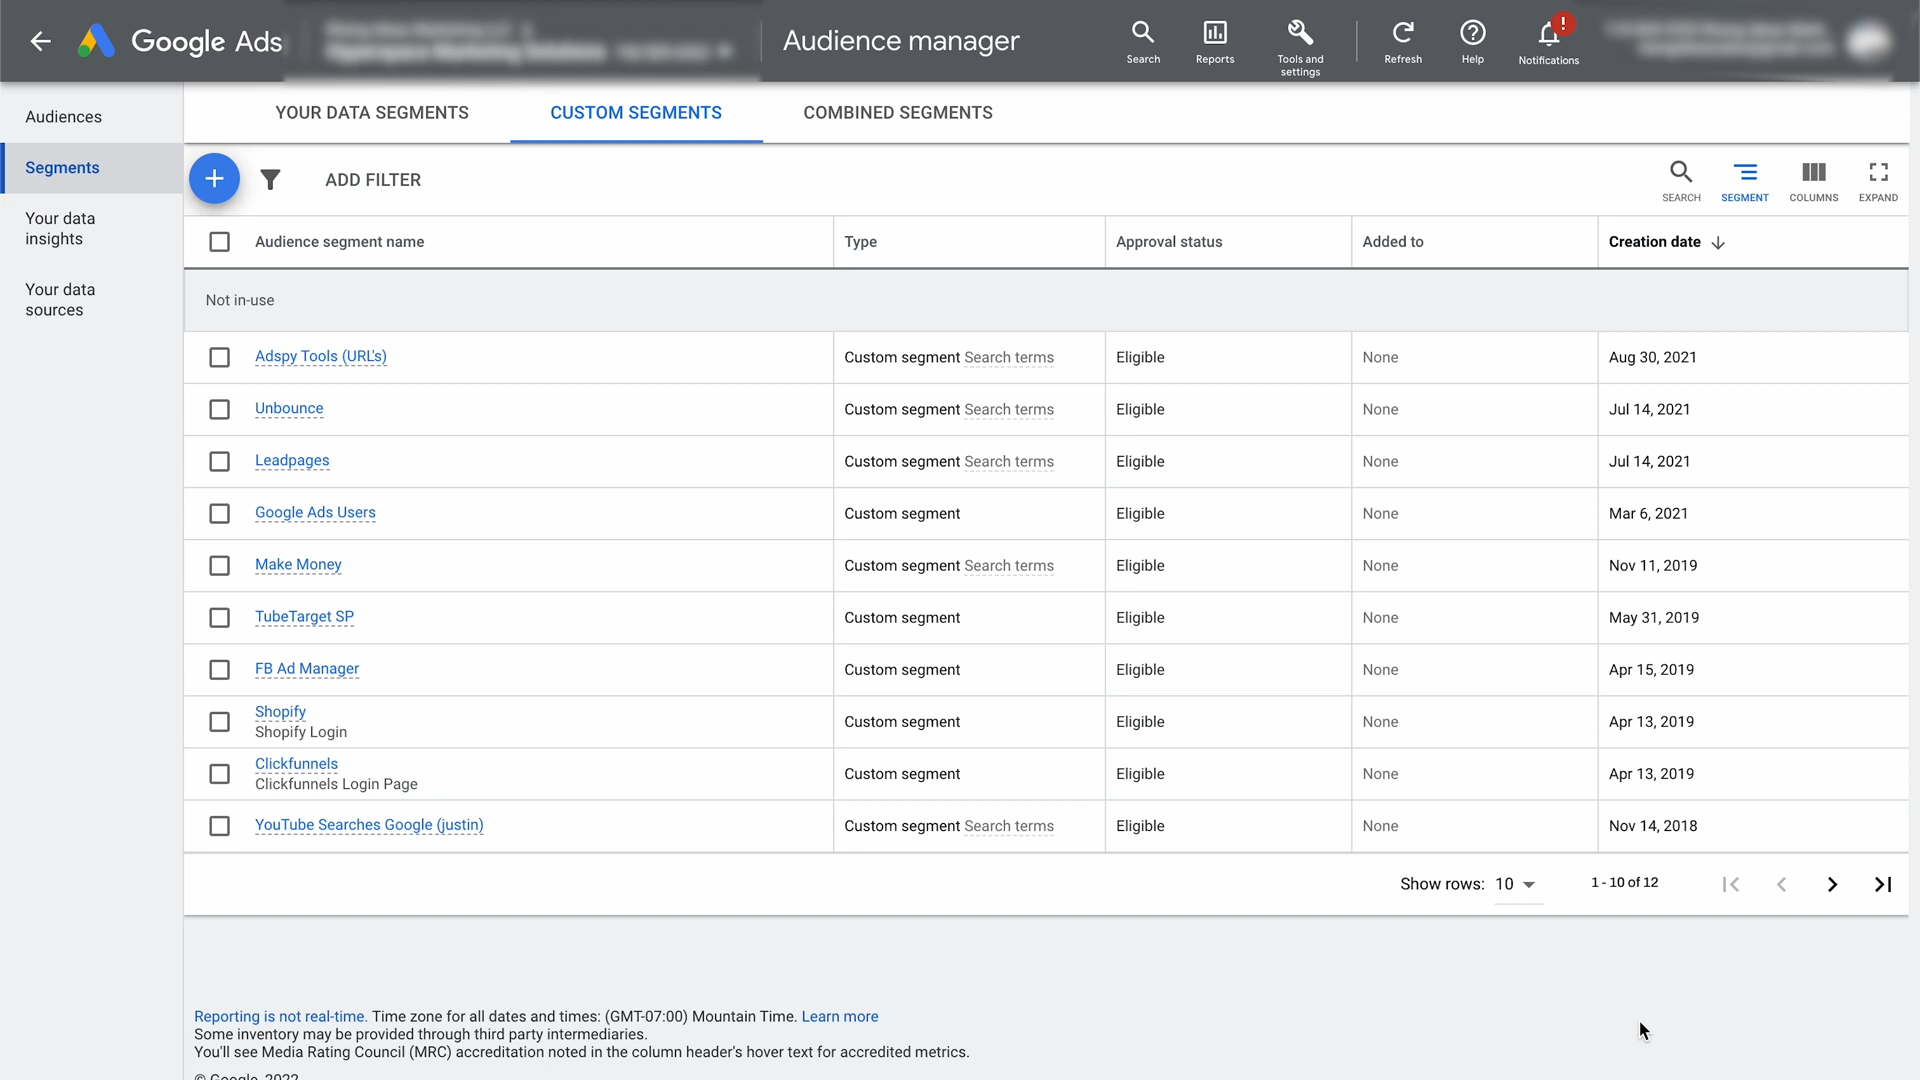 Google Ads
Audience manager
Search
Reports
Tools and
settings
Refresh
Help
!
Notifications
Audiences
Segments
Your data
insights
Your data
sources
YOUR DATA SEGMENTS
CUSTOM SEGMENTS
COMBINED SEGMENTS
ADD FILTER
SEARCH
SEGMENT
COLUMNS
EXPAND
Audience segment name Type Approval status Added to Creation date
Not in-use
Adspy Tools (URL's) Custom segment Search terms Eligible None Aug 30, 2021
Unbounce Custom segment Search terms Eligible None Jul 14, 2021
Leadpages Custom segment Search terms Eligible None Jul 14, 2021
Google Ads Users Custom segment Eligible None Mar 6, 2021
Make Money Custom segment Search terms Eligible None Nov 11, 2019
TubeTarget SP Custom segment Eligible None May 31, 2019
FB Ad Manager Custom segment Eligible None Apr 15, 2019
Shopify
Shopify Login Custom segment Eligible None Apr 13, 2019
Clickfunnels
Clickfunnels Login Page Custom segment Eligible None Apr 13, 2019
YouTube Searches Google (justin) Custom segment Search terms Eligible None Nov 14, 2018
Show rows: 10 1 - 10 of 12
Reporting is not real-time. Time zone for all dates and times: (GMT-07:00) Mountain Time. Learn more
Some inventory may be provided through third party intermediaries.
You'll see Media Rating Council (MRC) accreditation noted in the column header's hover text for accredited metrics.
© Google, 2022